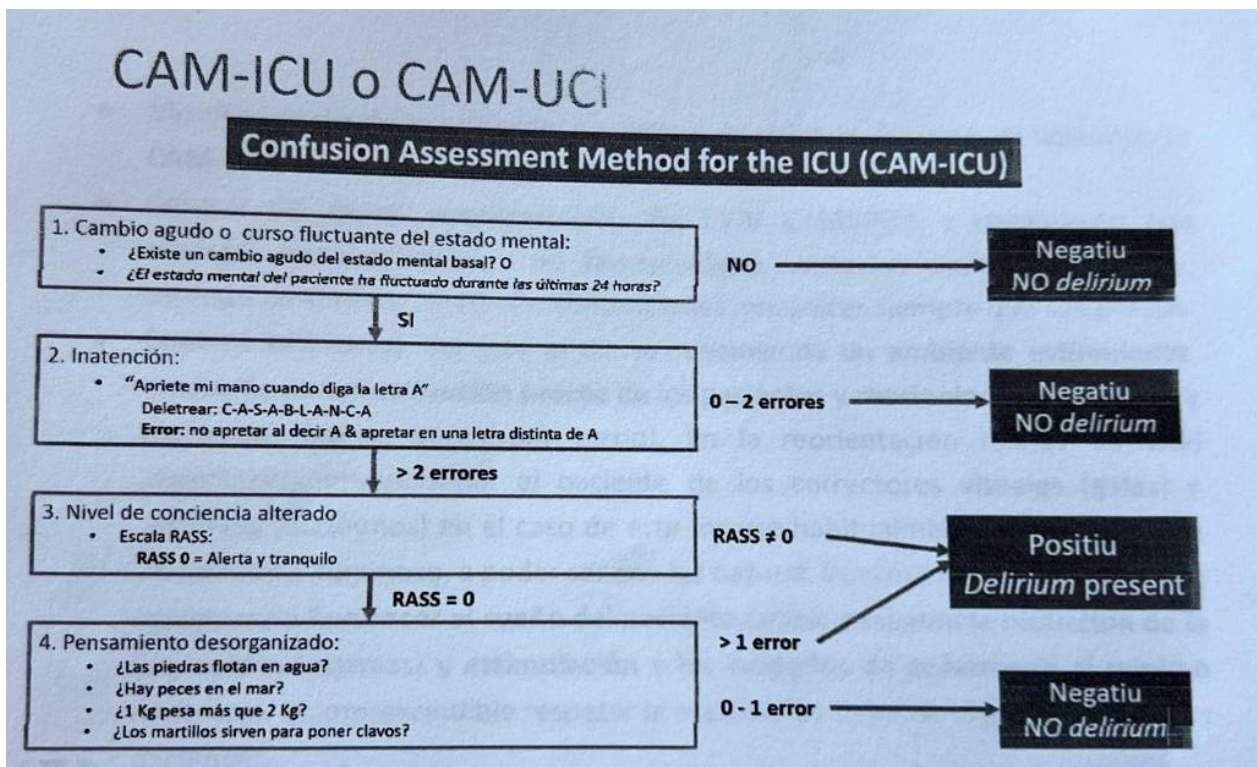 CAM-ICU o CAM-UCI
Confusion Assessment Method for the ICU (CAM-ICU)
1. Cambio agudo o curso fluctuante del estado mental:
• ¿Existe un cambio agudo del estado mental basal? O
• ¿El estado mental del paciente ha fluctuado durante las últimas 24 horas?
NO
Negatiu
NO delirium
SI
2. Inatención:
• "Apriete mi mano cuando diga la letra A"
Deletrear: C-A-S-A-B-L-A-N-C-A
Error: no apretar al decir A & apretar en una letra distinta de A
0 – 2 errores
Negatiu
NO delirium
> 2 errores
3. Nivel de conciencia alterado
• Escala RASS:
RASS 0 = Alerta y tranquilo
RASS ≠ 0
Positiu
Delirium present
RASS = 0
4. Pensamiento desorganizado:
• ¿Las piedras flotan en agua?
• ¿Hay peces en el mar?
• ¿1 Kg pesa más que 2 Kg?
• ¿Los martillos sirven para poner clavos?
> 1 error
0 - 1 error
Negatiu
NO delirium